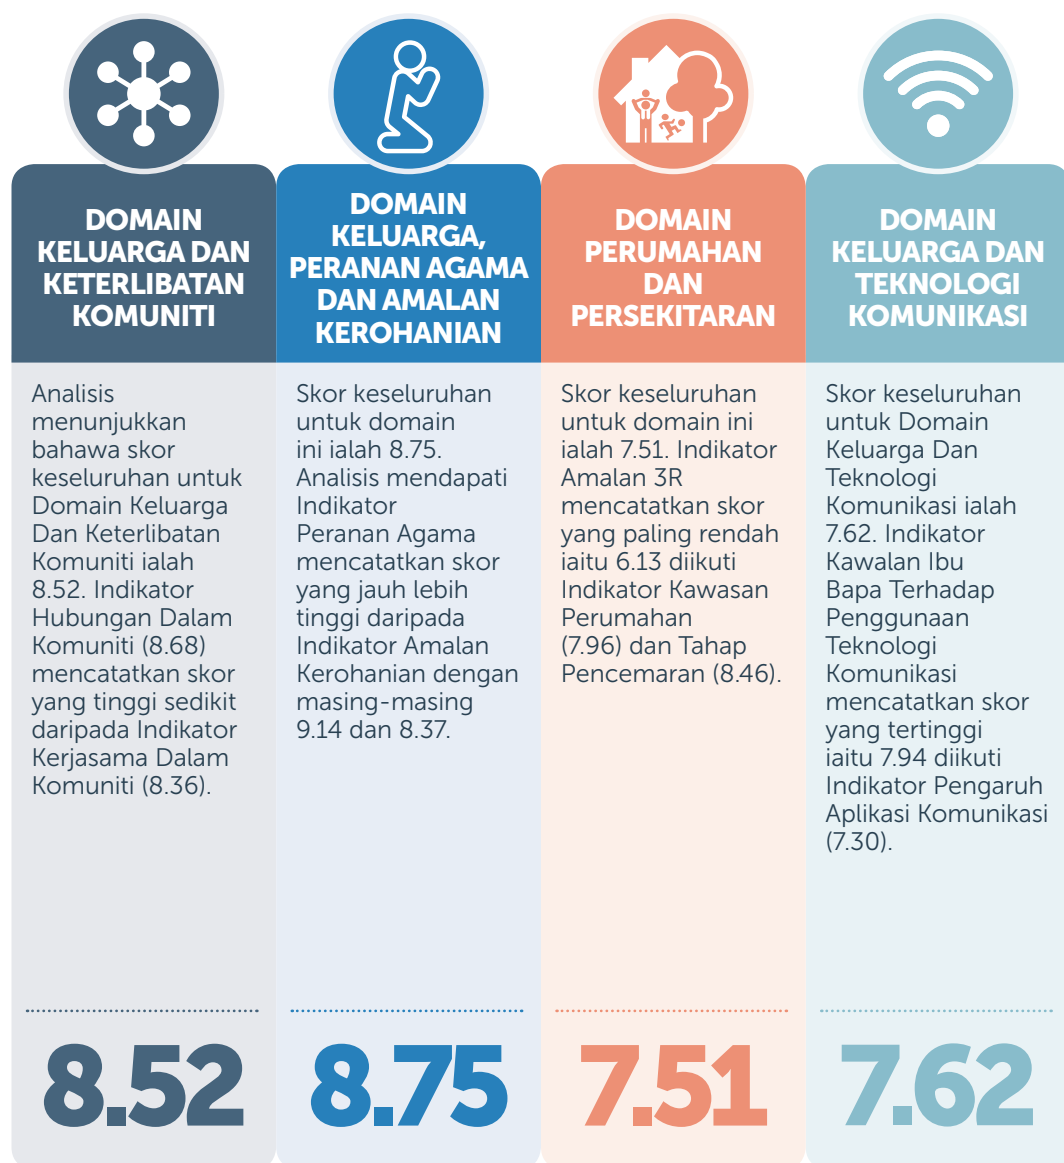 DOMAIN
KELUARGA DAN
KETERLIBATAN
KOMUNITI
Analisis
menunjukkan
bahawa skor
keseluruhan untuk
Domain Keluarga
Dan Keterlibatan
Komuniti ialah
8.52. Indikator
Hubungan Dalam
Komuniti (8.68)
mencatatkan skor
yang tinggi sedikit
daripada Indikator
Kerjasama Dalam
Komuniti (8.36).
8.52
DOMAIN
KELUARGA,
PERANAN AGAMA
DAN AMALAN
KEROHANIAN
Skor keseluruhan
untuk domain
ini ialah 8.75.
Analisis mendapati
Indikator
Peranan Agama
mencatatkan skor
yang jauh lebih
tinggi daripada
Indikator Amalan
Kerohanian dengan
masing-masing
9.14 dan 8.37.
8.75
DOMAIN
PERUMAHAN
DAN
PERSEKITARAN
Skor keseluruhan
untuk domain ini
ialah 7.51. Indikator
Amalan 3R
mencatatkan skor
yang paling rendah
iaitu 6.13 diikuti
Indikator Kawasan
Perumahan
(7.96) dan Tahap
Pencemaran (8.46).
7.51
DOMAIN
KELUARGA DAN
TEKNOLOGI
KOMUNIKASI
Skor keseluruhan
untuk Domain
Keluarga Dan
Teknologi
Komunikasi ialah
7.62. Indikator
Kawalan Ibu
Bapa Terhadap
Penggunaan
Teknologi
Komunikasi
mencatatkan skor
yang tertinggi
iaitu 7.94 diikuti
Indikator Pengaruh
Aplikasi Komunikasi
(7.30).
7.62